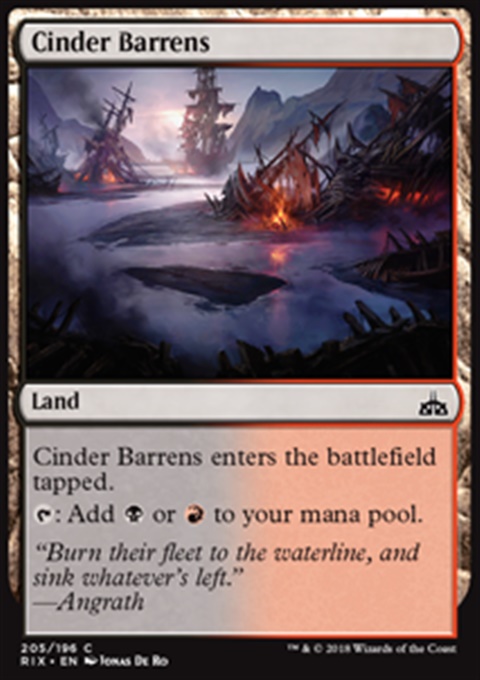 Cinder Barrens
Land
Cinder Barrens enters the battlefield
tapped.
: Add or to your mana pool.
“Burn their fleet to the waterline, and
sink whatever's left.”
—Angrath
205/196 C
RIX • EN Jonas De Ro
™ & © 2018 Wizards of the Coast